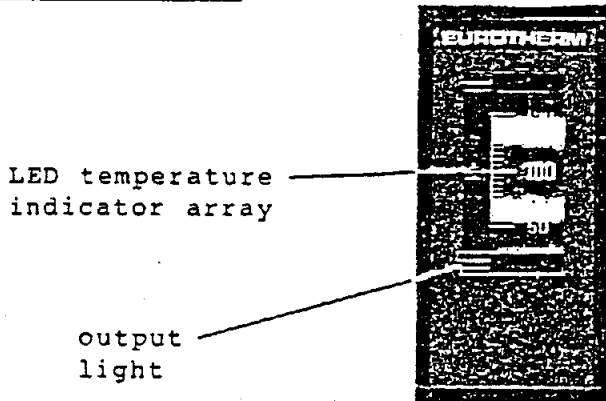 EUROTHERM
LED temperature
indicator array
100
50
output
light